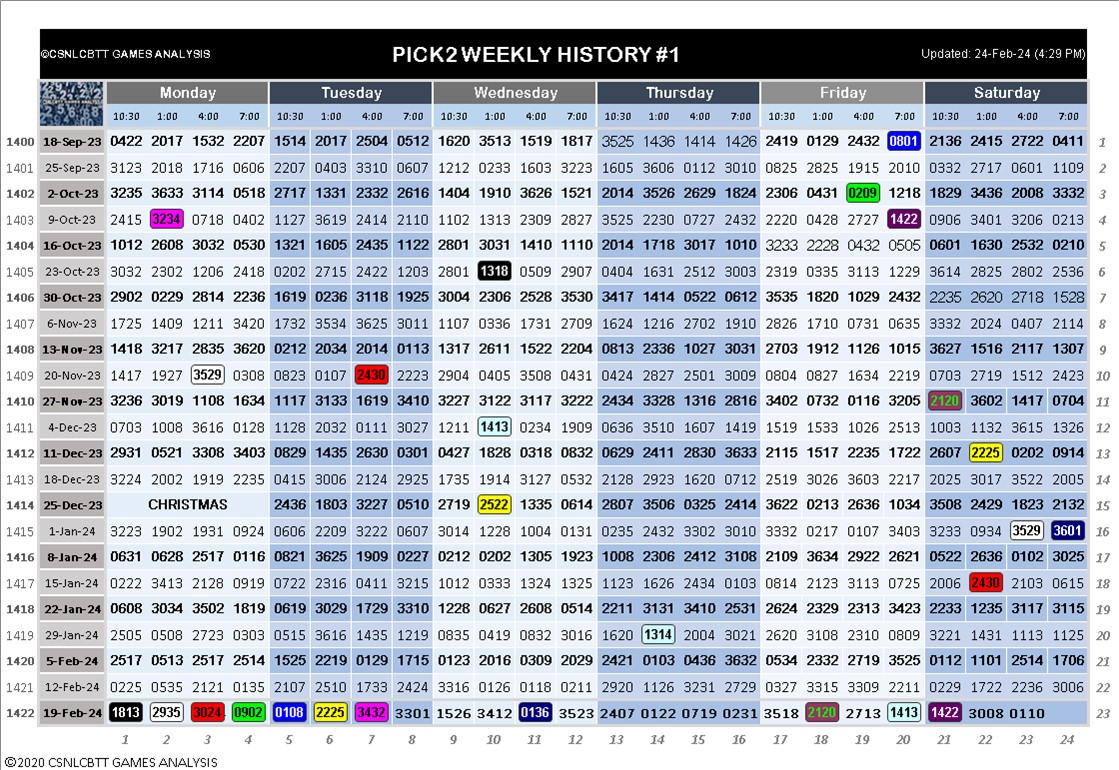 ©CSNLCBTT GAMES ANALYSIS PICK2 WEEKLY HISTORY #1 Updated: 24-Feb-24 (4:29 PM)
Monday Tuesday Wednesday Thursday Friday Saturday
10:30 1:00 4:00 7:00 10:30 1:00 4:00 8:00 10:30 1:00 4:00 7:00 10:30 1:00 4:00 7:00 10:30 1:00 4:00 7:00 10:30 1:00 4:00 7:00
1400 18-Sep-23 0422 2017 1532 2207 1514 2017 2504 0512 1620 3513 1519 1817 3525 1436 1414 1426 2419 0129 2432 0801 2136 2415 2722 0411 1
1401 25-Sep-23 3123 2018 1716 0606 2207 0403 3310 0607 1212 0233 1603 3223 1605 3606 0112 3010 0825 2825 1915 2010 0332 2717 0601 1109 2
1402 2-Oct-23 3235 3633 3114 0518 2717 1331 2332 2616 1404 1910 3626 1521 2014 3526 2629 1824 2306 0431 0209 1218 1829 3436 2008 3332 3
1403 9-Oct-23 2415 3234 0718 0402 1127 3619 2414 2110 1102 1313 2309 2827 3525 2230 0727 2432 2220 0428 2727 1422 0906 3401 3206 0213 4
1404 16-Oct-23 1012 2608 3032 0530 1321 1605 2435 1122 2801 3031 1410 1110 2014 1718 3017 1010 3233 2228 0432 0505 0601 1630 2532 0210 5
1405 23-Oct-23 3032 2302 1206 2418 0202 2715 2422 1203 2801 1318 0509 2907 0404 1631 2512 3003 2319 0335 3113 1229 3614 2825 2802 2536 6
1406 30-Oct-23 2902 0229 2814 2236 1619 0236 3118 1925 3004 2306 2528 3530 3417 1414 0522 0612 3535 1820 1029 2432 2235 2620 2718 1528 7
1407 6-Nov-23 1725 1409 1211 3420 1732 3534 3625 3011 1107 0336 1731 2709 1624 1216 2702 1910 2826 1710 0731 0635 3332 2024 0407 2114 8
1408 13-Nov-23 1418 3217 2835 3620 0212 2034 2014 0113 1317 2611 1522 2204 0813 2336 1027 3031 2703 1912 1126 1015 3627 1516 2117 1307 9
1409 20-Nov-23 1417 1927 3529 0308 0823 0107 2430 2223 2904 0405 3508 0431 0424 2827 2501 3009 0804 0327 1634 2219 0703 2719 1512 2423 10
1410 27-Nov-23 3236 3019 1108 1634 1117 3133 1619 3410 3227 3122 3117 3222 2434 3328 1316 2816 3402 0732 0116 3205 2120 3602 1417 0704 11
1411 4-Dec-23 0703 1008 3616 0128 1128 2032 0111 3027 1211 1413 0234 1909 0636 3510 1607 1419 1519 1533 1026 2513 1003 1132 3615 1326 12
1412 11-Dec-23 2931 0521 3308 3403 0829 1435 2630 0301 0427 1828 0318 0832 0629 2411 2830 3633 2115 1517 2235 1722 2607 2225 0202 0914 13
1413 18-Dec-23 3224 2002 1919 2235 0415 3006 2124 2925 1735 1914 3127 0532 2128 2923 1620 0712 2519 3026 3603 2217 2025 3017 3522 2005 14
1414 25-Dec-23 CHRISTMAS 2436 1803 3227 0510 2719 2522 1335 0614 2807 3506 0325 2414 3622 0213 2636 1034 3508 2429 1823 2132 15
1415 1-Jan-24 3223 1902 1931 0924 0606 2209 3222 0607 3014 1228 1004 0131 0235 2432 3302 3010 3332 0217 0107 3403 3233 0934 3529 3601 16
1416 8-Jan-24 0631 0628 2517 0116 0821 3625 1909 0227 0212 0202 1305 1923 1008 2306 2412 3108 2109 3634 2922 2621 0522 2636 0102 3025 17
1417 15-Jan-24 0222 3413 2128 0919 0722 2316 0411 3215 1012 0333 1324 1325 1123 1626 2434 0103 0814 2123 3113 0725 2006 2430 2103 0615 18
1418 22-Jan-24 0608 3034 3502 1819 0619 3029 1729 3310 1228 0627 2608 0514 2211 3131 3410 2531 2624 2329 2313 3423 2233 1235 3117 3115 19
1419 29-Jan-24 2505 0508 2723 0303 0515 3616 1435 1219 0835 0419 0832 3016 1620 1314 2004 3021 2620 3108 2310 0809 3221 1431 1113 1125 20
1420 5-Feb-24 2517 0513 2517 2514 1525 2219 0129 1715 0123 2016 0309 2029 2421 0103 0436 3632 0534 2332 2719 3525 0112 1101 2514 1706 21
1421 12-Feb-24 0225 0535 2121 0135 2107 2510 1733 2424 3316 0126 0118 0211 2920 1126 3231 2729 0327 3315 3309 2211 0229 1722 2236 3006 22
1422 19-Feb-24 1813 2935 3024 0902 0108 2225 3432 3301 1526 3412 0136 3523 2407 0122 0719 0231 3518 2120 2713 1413 1422 3008 0110 23
1 2 3 4 5 6 7 8 9 10 11 12 13 14 15 16 17 18 19 20 21 22 23 24
©2020 CSNLCBTT GAMES ANALYSIS